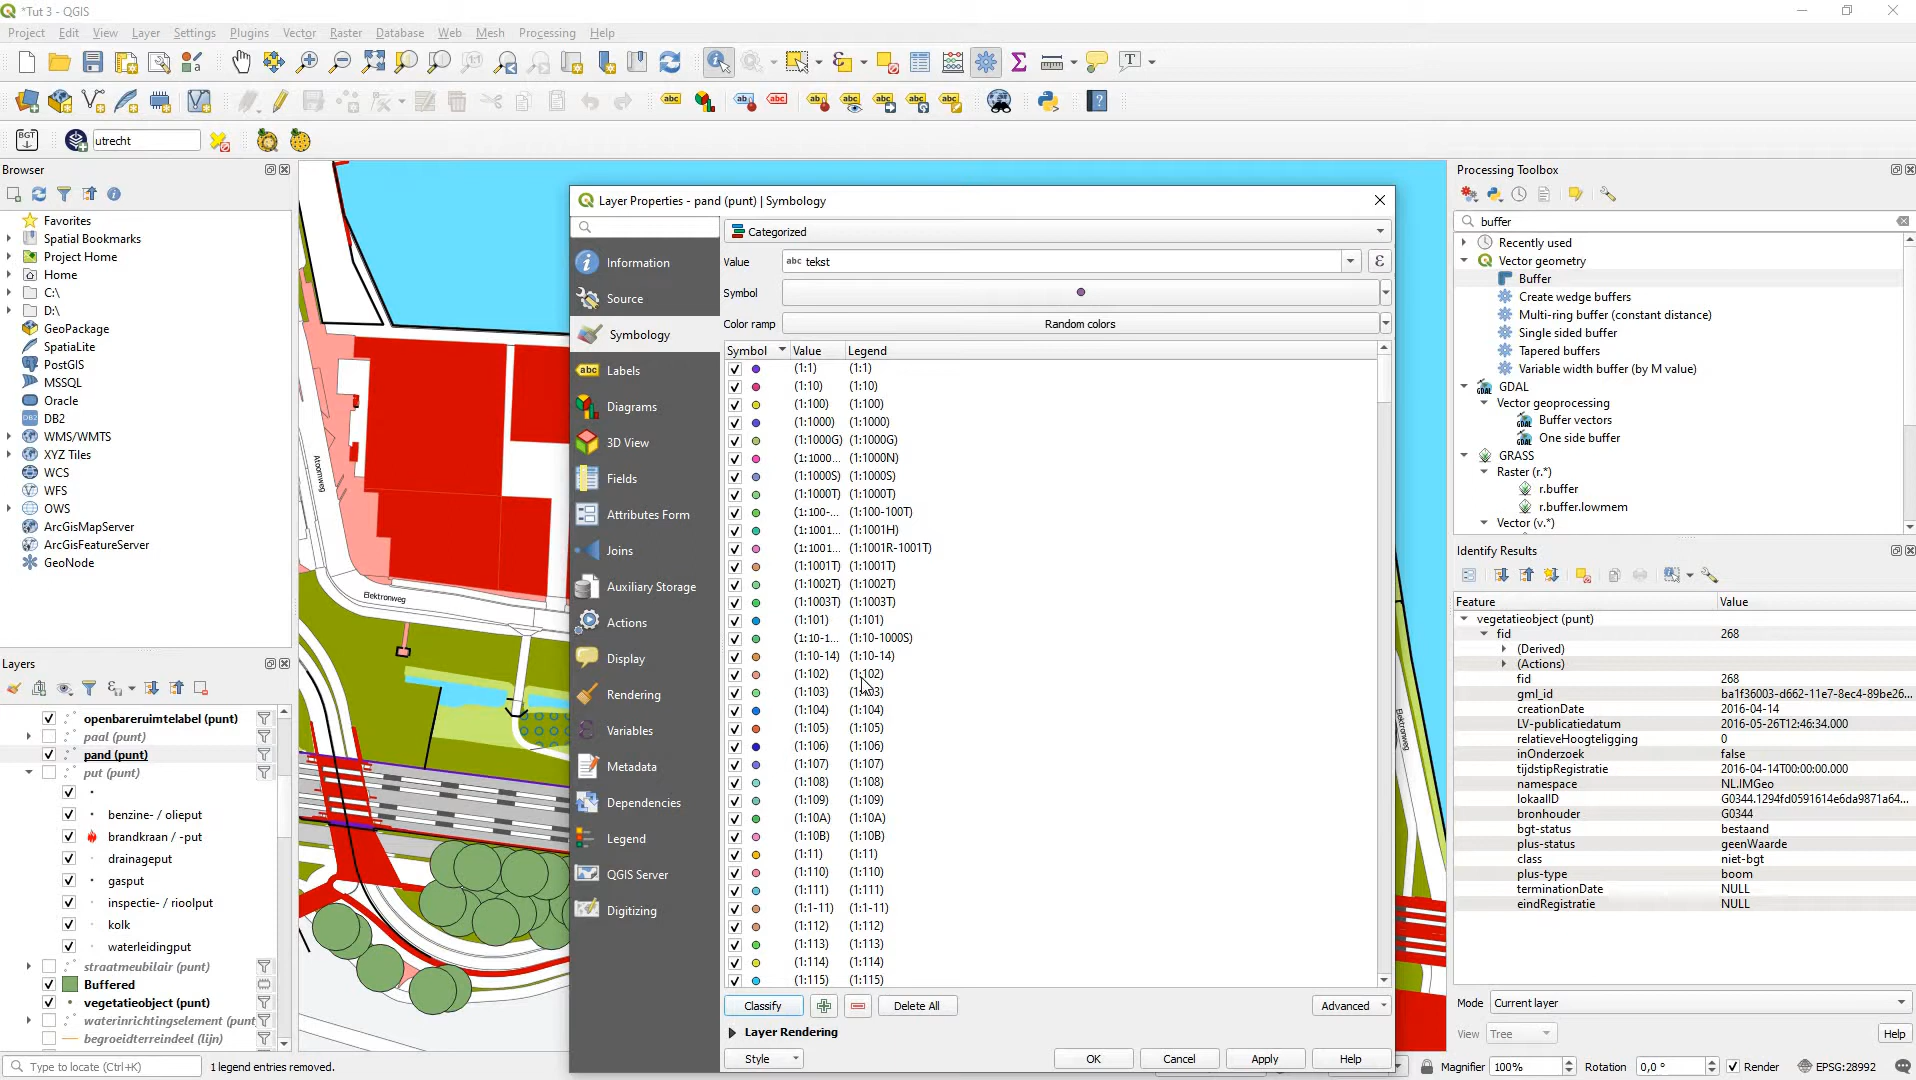 *Tut 3 - QGIS
Project Edit View Layer Settings Plugins Vector Raster Database Web Mesh Processing Help
utrecht
Browser
Favorites
Spatial Bookmarks
Project Home
Home
C:\
D:\
GeoPackage
SpatiaLite
PostGIS
MSSQL
Oracle
DB2
WMS/WMTS
XYZ Tiles
WCS
WFS
OWS
ArcGisMapServer
ArcGisFeatureServer
GeoNode
Layers
openbareruimtelabel (punt)
paal (punt)
pand (punt)
put (punt)
benzine- / olieput
brandkraan / -put
drainageput
gasput
inspectie- / rioolput
kolk
waterleidingput
straatmeubilair (punt)
Buffered
vegetatieobject (punt)
waterinrichtingselement (punt
begroeidterreindeel (lijn)
Type to locate (Ctrl+K)
1 legend entries removed.
Atoomweg
Elektronweg
Elektronweg
Layer Properties - pand (punt) | Symbology
Information
Source
Symbology
Labels
Diagrams
3D View
Fields
Attributes Form
Joins
Auxiliary Storage
Actions
Display
Rendering
Variables
Metadata
Dependencies
Legend
QGIS Server
Digitizing
Categorized
Value abc tekst
Symbol
Color ramp Random colors
Symbol Value Legend
(1:1) (1:1)
(1:10) (1:10)
(1:100) (1:100)
(1:1000) (1:1000)
(1:1000G) (1:1000G)
(1:1000... (1:1000N)
(1:1000S) (1:1000S)
(1:1000T) (1:1000T)
(1:100-... (1:100-100T)
(1:1001... (1:1001H)
(1:1001... (1:1001R-1001T)
(1:1001T) (1:1001T)
(1:1002T) (1:1002T)
(1:1003T) (1:1003T)
(1:101) (1:101)
(1:10-1... (1:10-1000S)
(1:10-14) (1:10-14)
(1:102) (1:102)
(1:103) (1:103)
(1:104) (1:104)
(1:105) (1:105)
(1:106) (1:106)
(1:107) (1:107)
(1:108) (1:108)
(1:109) (1:109)
(1:10A) (1:10A)
(1:10B) (1:10B)
(1:11) (1:11)
(1:110) (1:110)
(1:111) (1:111)
(1:1-11) (1:1-11)
(1:112) (1:112)
(1:113) (1:113)
(1:114) (1:114)
(1:115) (1:115)
Classify Delete All Advanced
Layer Rendering
Style OK Cancel Apply Help
Processing Toolbox
buffer
Recently used
Vector geometry
Buffer
Create wedge buffers
Multi-ring buffer (constant distance)
Single sided buffer
Tapered buffers
Variable width buffer (by M value)
GDAL
Vector geoprocessing
Buffer vectors
One side buffer
GRASS
Raster (r.*)
r.buffer
r.buffer.lowmem
Vector (v.*)
Identify Results
Feature Value
vegetatieobject (punt)
fid 268
(Derived)
(Actions)
fid 268
gml_id ba1f36003-d662-11e7-8ec4-89be26...
creationDate 2016-04-14
LV-publicatiedatum 2016-05-26T12:46:34.000
relatieveHoogteligging 0
inOnderzoek false
tijdstipRegistratie 2016-04-14T00:00:00.000
namespace NL.IMGeo
lokaalID G0344.1294fd0591614e6da9871a64...
bronhouder G0344
bgt-status bestaand
plus-status geenWaarde
class niet-bgt
plus-type boom
terminationDate NULL
eindRegistratie NULL
Mode Current layer
View Tree Help
Magnifier 100% Rotation 0,0 ° Render EPSG:28992